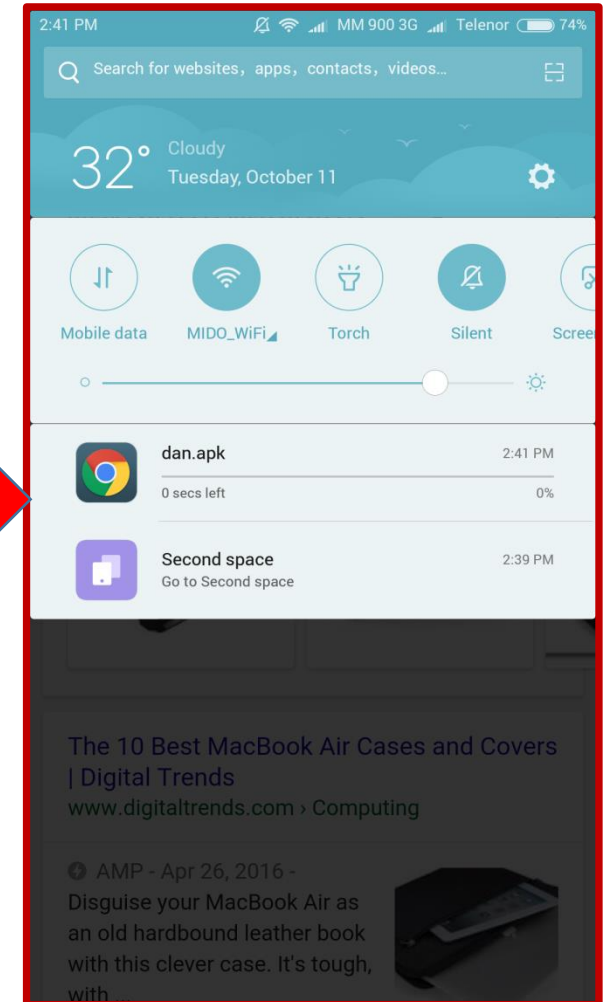 2:41 PM MM 900 3G Telenor 74%
Search for websites, apps, contacts, videos...
32° Cloudy
Tuesday, October 11
Mobile data MIDO_WiFi Torch Silent Screen
dan.apk 2:41 PM
0 secs left 0%
Second space 2:39 PM
Go to Second space
The 10 Best MacBook Air Cases and Covers
| Digital Trends
www.digitaltrends.com › Computing
AMP - Apr 26, 2016 -
Disguise your MacBook Air as
an old hardbound leather book
with this clever case. It's tough,
with ...